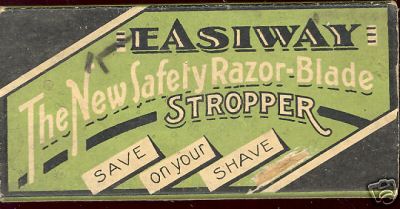 EASIWAY
The New Safety Razor-Blade
STROPPER
SAVE on your SHAVE